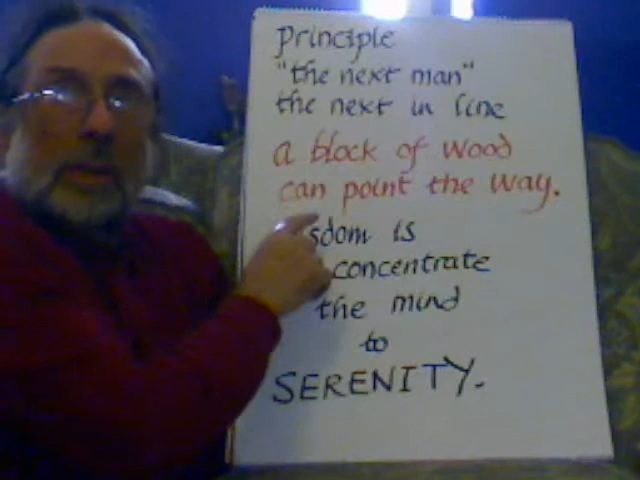 Principle
"the next man"
the next in line
a block of wood
can point the way.
sdom is
concentrate
the mind
to
SERENITY.